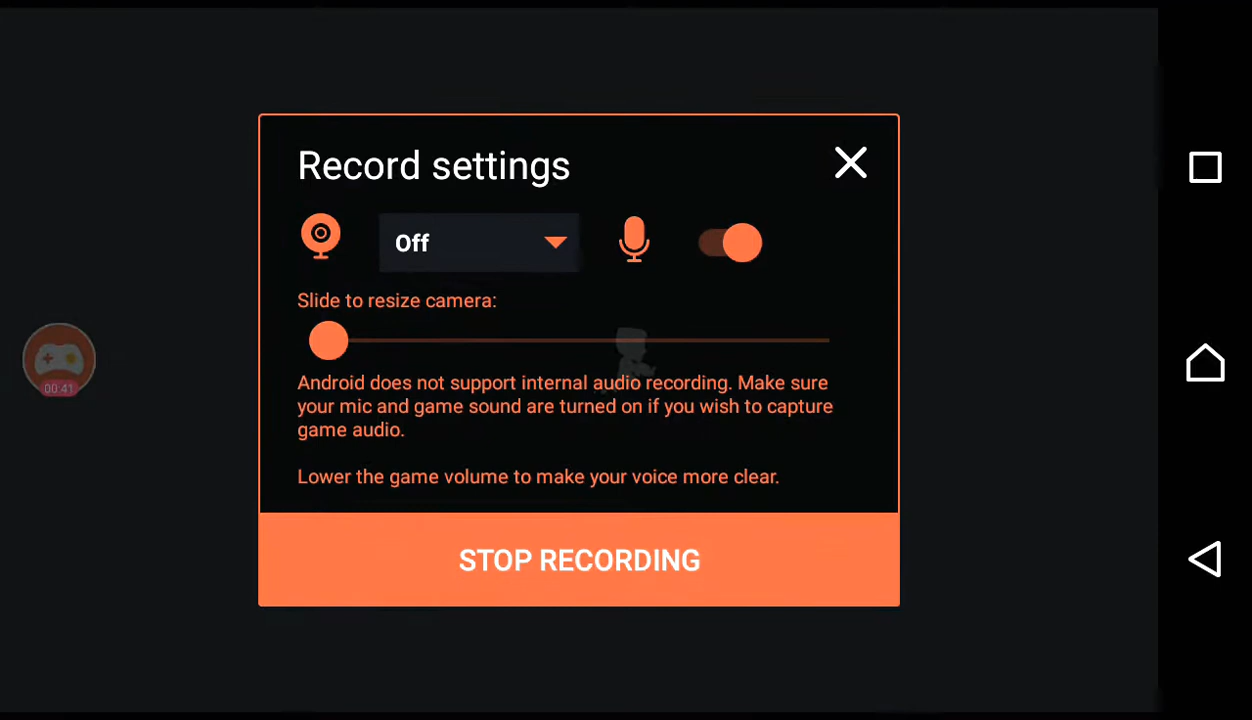 Record settings
Off
Slide to resize camera:
00:41
Android does not support internal audio recording. Make sure
your mic and game sound are turned on if you wish to capture
game audio.
Lower the game volume to make your voice more clear.
STOP RECORDING